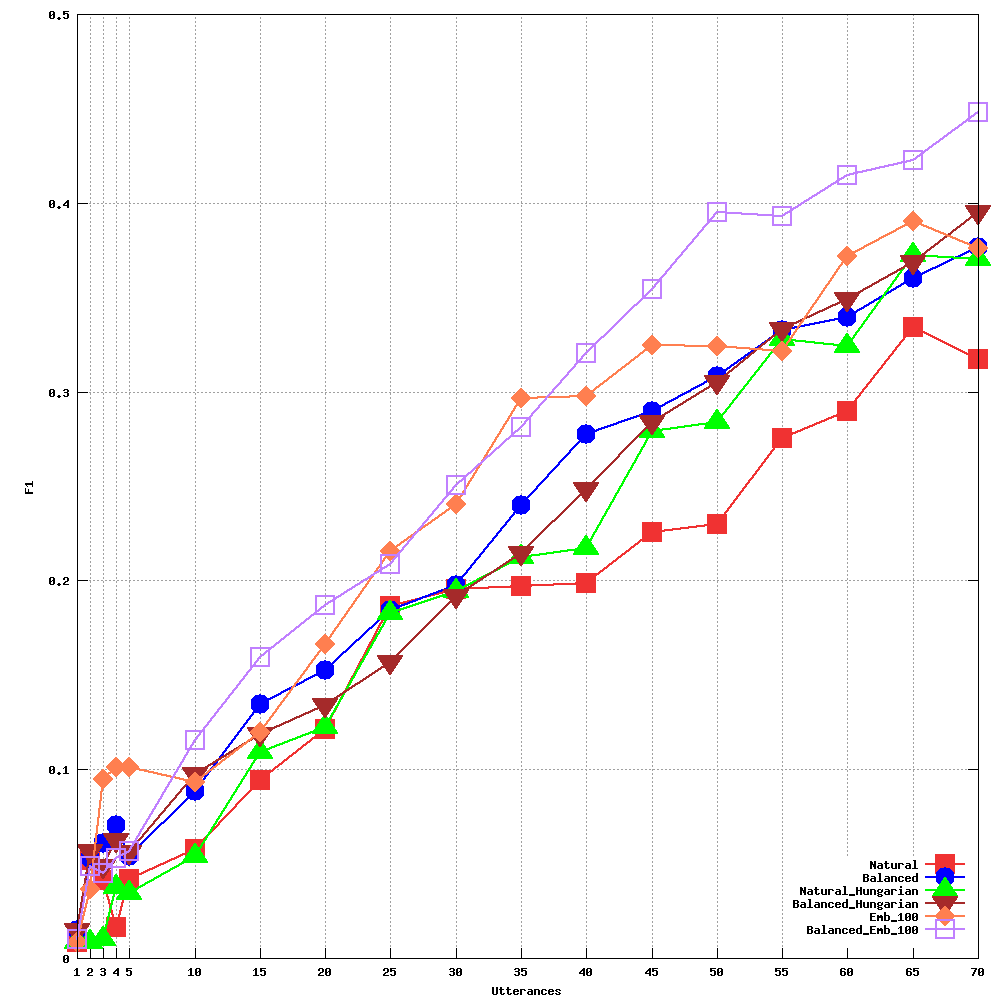 0.5
0.4
0.3
0.2
0.1
0
F1
1 2 3 4 5 10 15 20 25 30 35 40 45 50 55 60 65 70
Utterances
Natural
Balanced
Natural_Hungarian
Balanced_Hungarian
Emb_100
Balanced_Emb_100